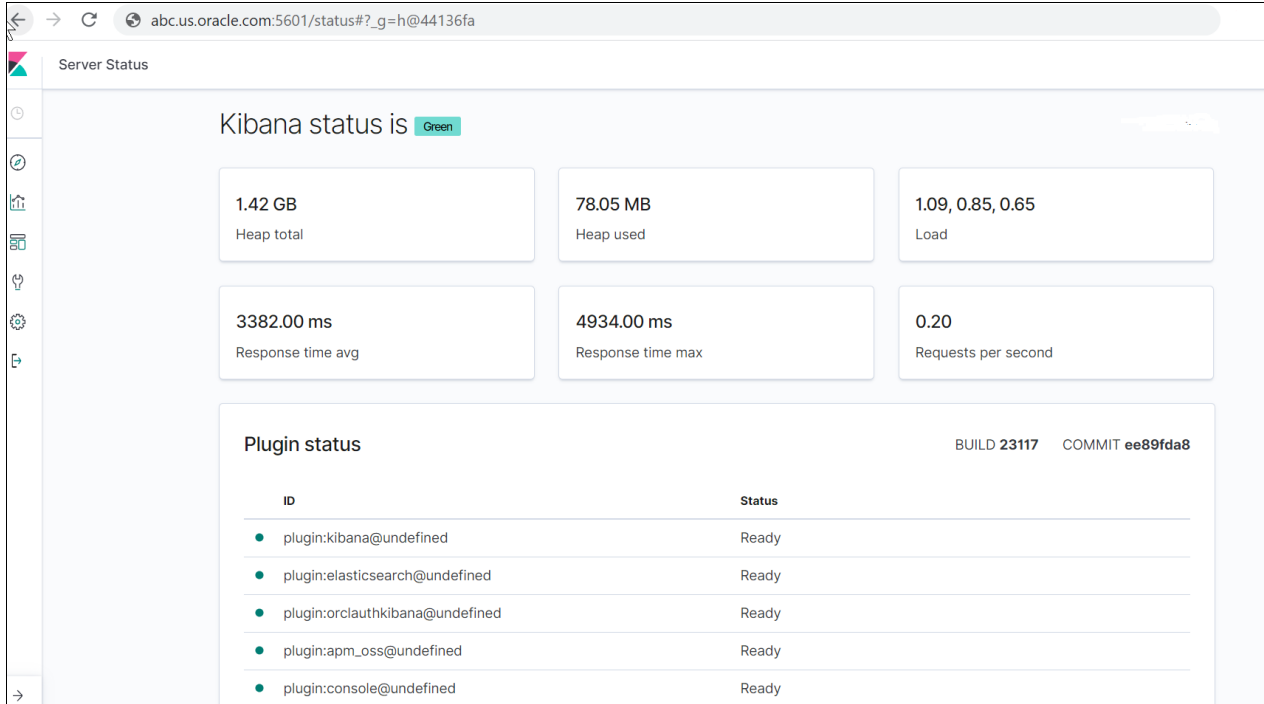 abc.us.oracle.com:5601/status#?_g=h@44136fa
Server Status
Kibana status is Green
1.42 GB
Heap total
78.05 MB
Heap used
1.09, 0.85, 0.65
Load
3382.00 ms
Response time avg
4934.00 ms
Response time max
0.20
Requests per second
Plugin status
BUILD 23117 COMMIT ee89fda8
ID Status
plugin:kibana@undefined Ready
plugin:elasticsearch@undefined Ready
plugin:orclauthkibana@undefined Ready
plugin:apm_oss@undefined Ready
plugin:console@undefined Ready